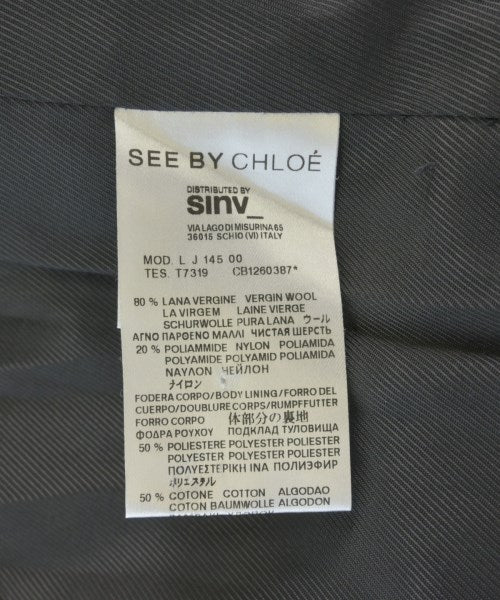 SEE BY CHLOÉ
DISTRIBUTED BY
sinv_
VIA LAGO DI MISURINA 65
36015 SCHIO (VI) ITALY
MOD. L J 145 00
TES. T7319 CB1260387*
80 % LANA VERGINE VERGIN WOOL
LA VIRGEM LAINE VIERGE
SCHURWOLLE PURA LANA ウール
ΑΓΝΟ ΠΑΡΘΕΝΟ ΜΑΛΛΙ ЧИСТАЯ ШЕРСТЬ
20 % POLIAMMIDE NYLON POLIAMIDA
POLYAMIDE POLYAMID POLIAMIDA
ΝΑΥΛΟΝ НЕЙЛОН
ナイロン
FODERA CORPO/BODY LINING/FORRO DEL
CUERPO/DOUBLURE CORPS/RUMPFFUTTER
FORRO CORPO 体部分の裏地
ΦΟΔΡΑ ΡΟΥΧΟΥ ПОДКЛАД ТУЛОВИЩА
50 % POLIESTERE POLYESTER POLIESTER
POLYESTER POLYESTER POLIESTER
ΠΟΛΥΕΣΤΕΡΙΚΗ ΙΝΑ ПОЛИЭФИР
ポリエステル
50 % COTONE COTTON ALGODAO
COTON BAUMWOLLE ALGODON